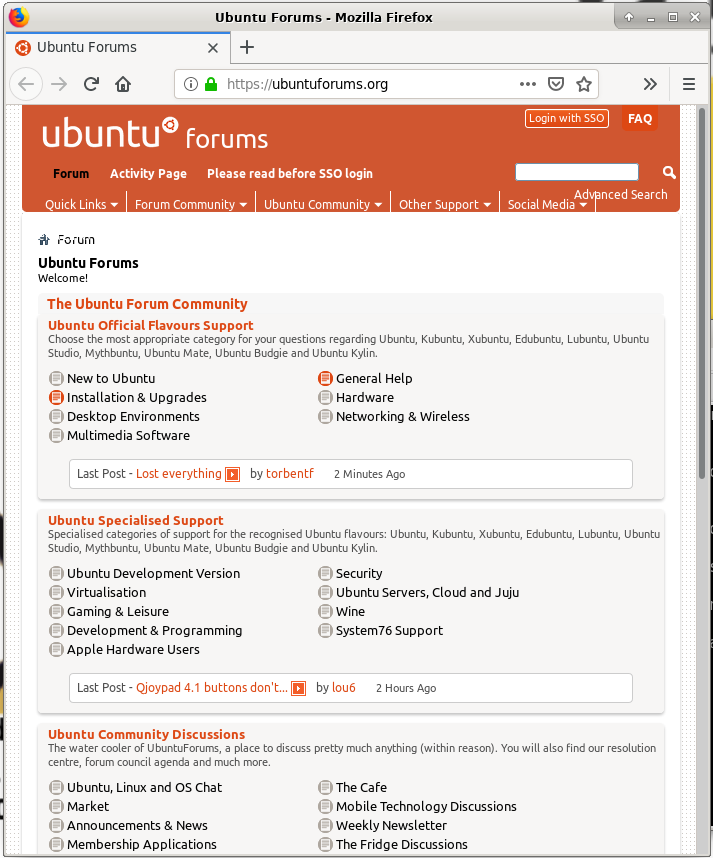 Ubuntu Forums - Mozilla Firefox
Ubuntu Forums
https://ubuntuforums.org
ubuntu forums
Login with SSO
FAQ
Forum Activity Page Please read before SSO login
Advanced Search
Quick Links Forum Community Ubuntu Community Other Support Social Media
Forum
Ubuntu Forums
Welcome!
The Ubuntu Forum Community
Ubuntu Official Flavours Support
Choose the most appropriate category for your questions regarding Ubuntu, Kubuntu, Xubuntu, Edubuntu, Lubuntu, Ubuntu
Studio, Mythbuntu, Ubuntu Mate, Ubuntu Budgie and Ubuntu Kylin.
New to Ubuntu General Help
Installation & Upgrades Hardware
Desktop Environments Networking & Wireless
Multimedia Software
Last Post - Lost everything by torbentf 2 Minutes Ago
Ubuntu Specialised Support
Specialised categories of support for the recognised Ubuntu flavours: Ubuntu, Kubuntu, Xubuntu, Edubuntu, Lubuntu, Ubuntu
Studio, Mythbuntu, Ubuntu Mate, Ubuntu Budgie and Ubuntu Kylin.
Ubuntu Development Version Security
Virtualisation Ubuntu Servers, Cloud and Juju
Gaming & Leisure Wine
Development & Programming System76 Support
Apple Hardware Users
Last Post - Qjoypad 4.1 buttons don't... by lou6 2 Hours Ago
Ubuntu Community Discussions
The water cooler of UbuntuForums, a place to discuss pretty much anything (within reason). You will also find our resolution
centre, forum council agenda and much more.
Ubuntu, Linux and OS Chat The Cafe
Market Mobile Technology Discussions
Announcements & News Weekly Newsletter
Membership Applications The Fridge Discussions